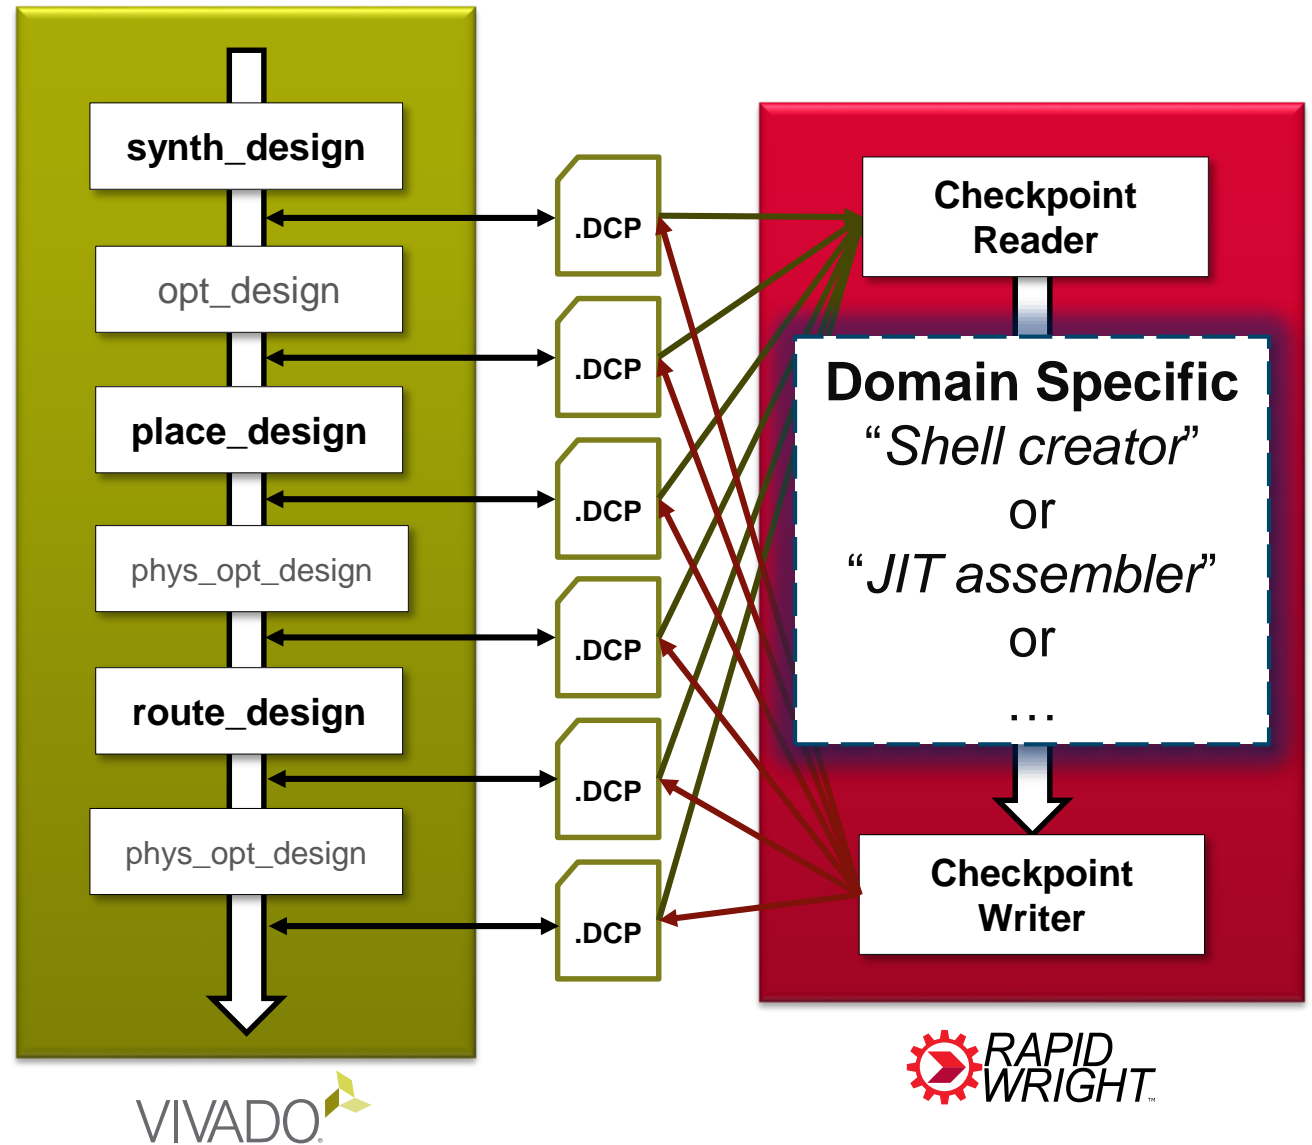 synth_design
opt_design
place_design
phys_opt_design
route_design
phys_opt_design
VIVADO®
.DCP
.DCP
.DCP
.DCP
.DCP
.DCP
Checkpoint
Reader
Domain Specific
“Shell creator”
or
“JIT assembler”
or
…
Checkpoint
Writer
RAPID
WRIGHT™